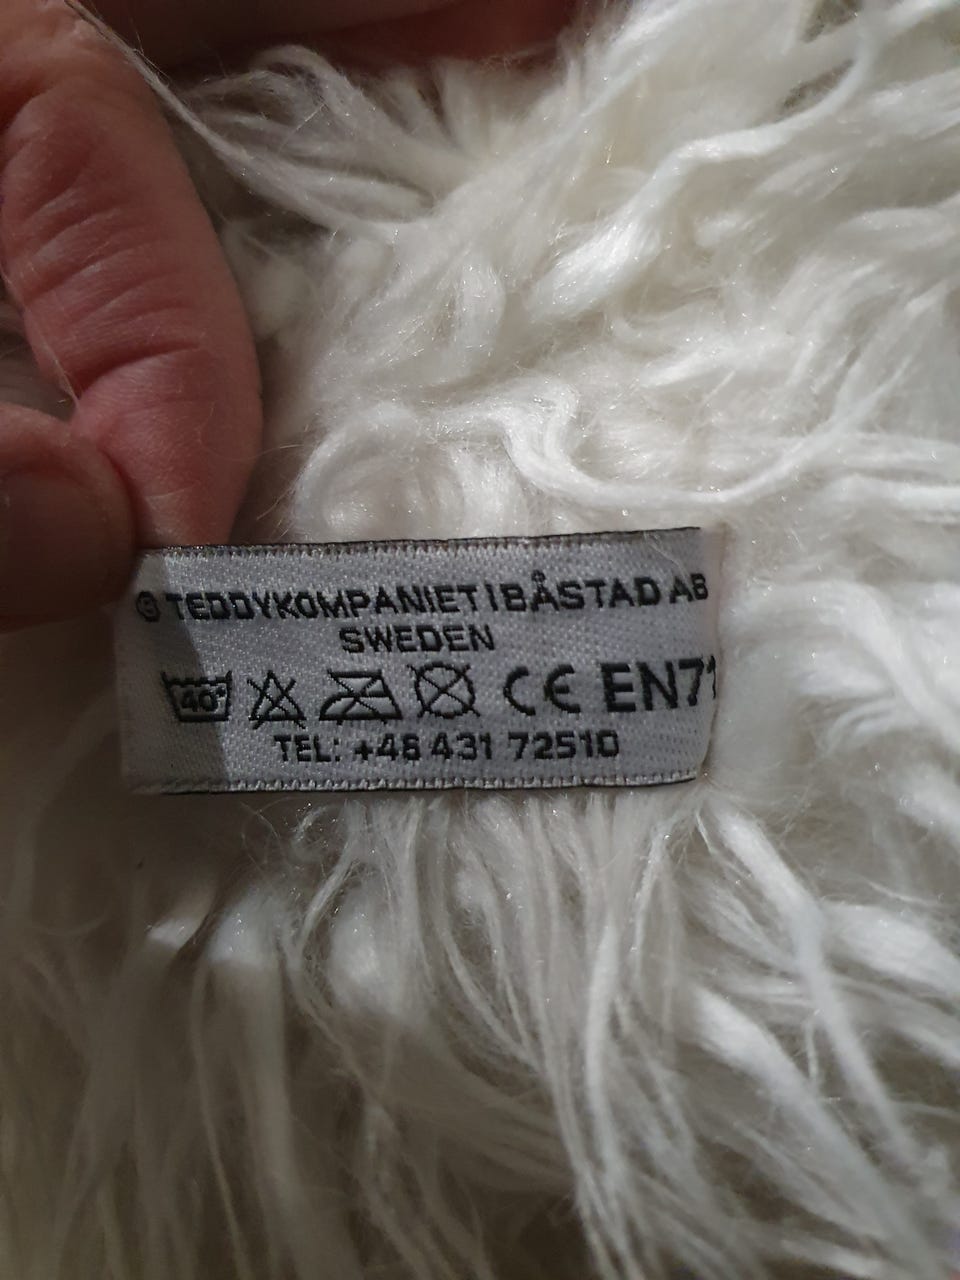 © TEDDYKOMPANIET I BÅSTAD AB
SWEDEN
40° CE EN71
TEL: +46 431 72510